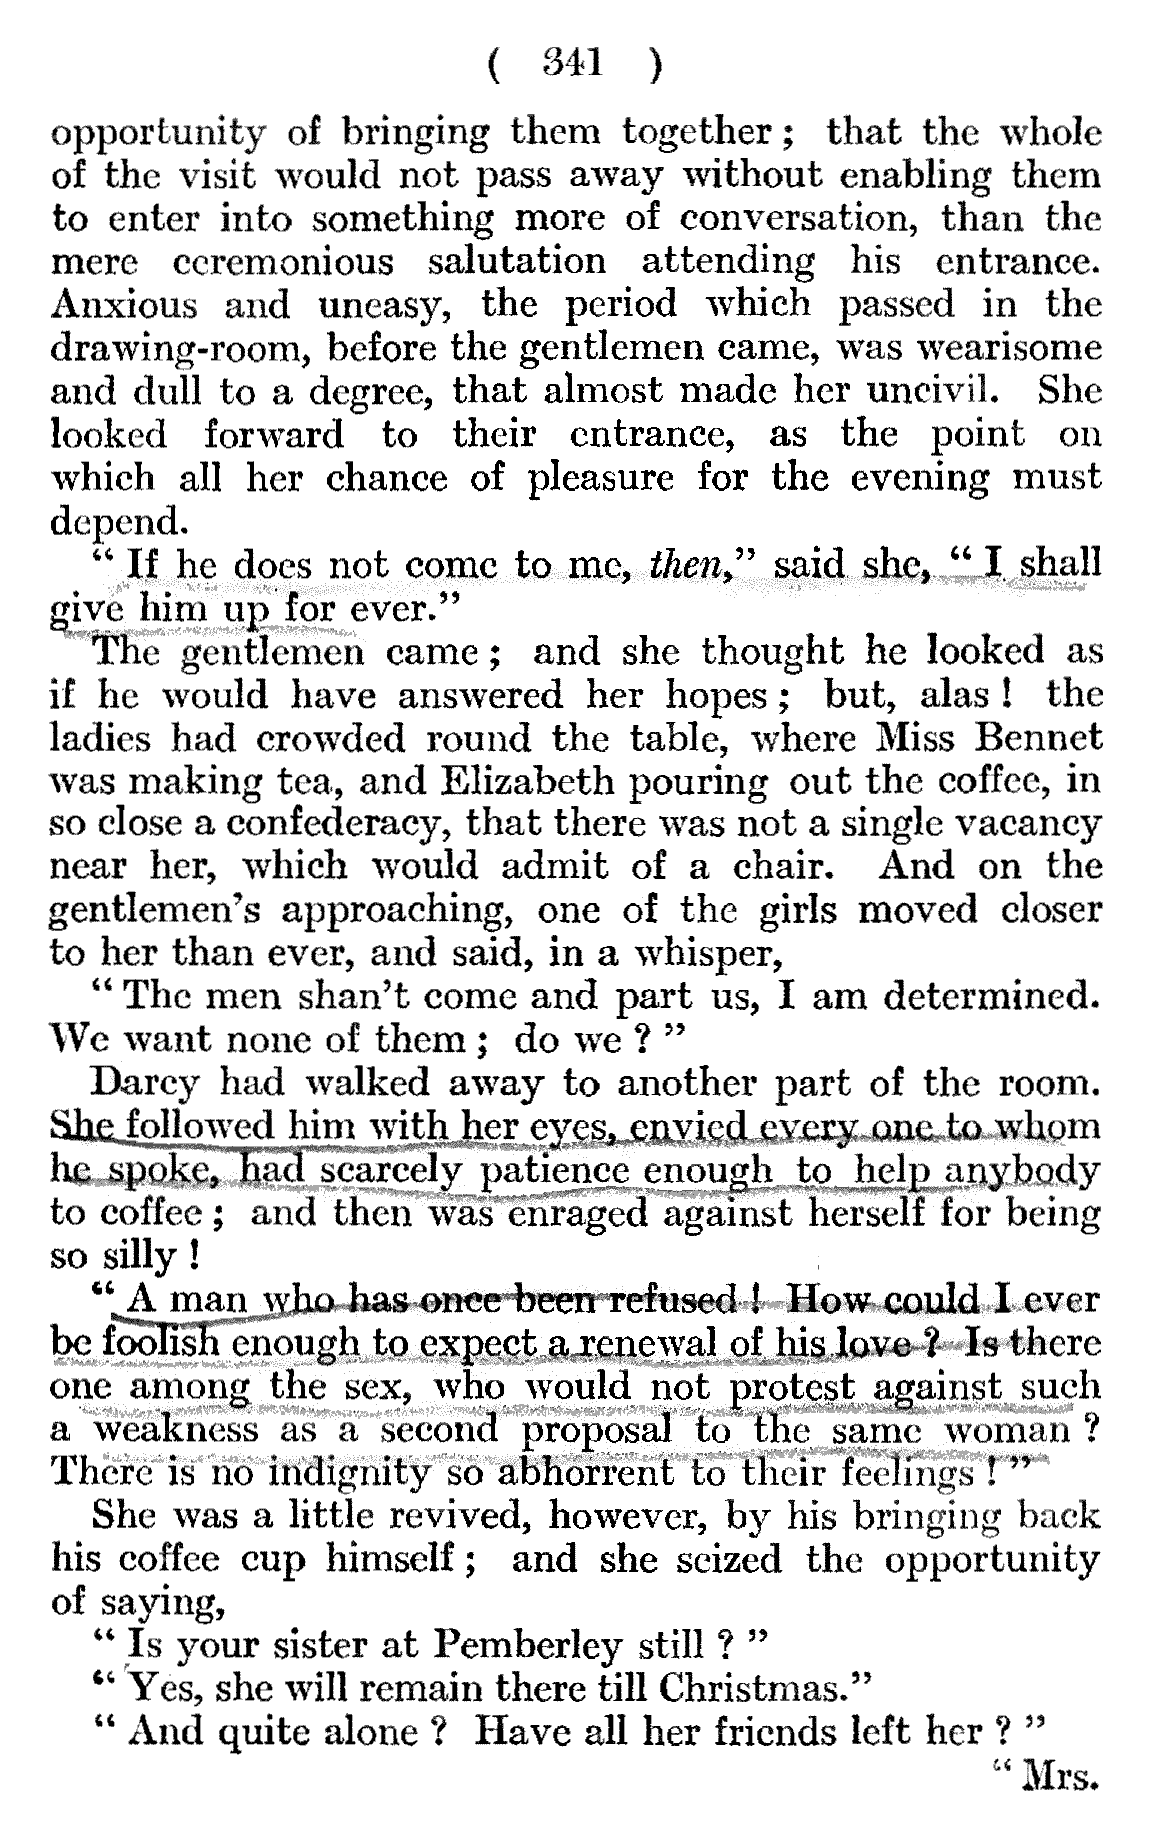 ( 341 )
opportunity of bringing them together ; that the whole
of the visit would not pass away without enabling them
to enter into something more of conversation, than the
mere ceremonious salutation attending his entrance.
Anxious and uneasy, the period which passed in the
drawing-room, before the gentlemen came, was wearisome
and dull to a degree, that almost made her uncivil. She
looked forward to their entrance, as the point on
which all her chance of pleasure for the evening must
depend.
“ If he does not come to me, then,” said she, “ I shall
give him up for ever.”
The gentlemen came ; and she thought he looked as
if he would have answered her hopes ; but, alas ! the
ladies had crowded round the table, where Miss Bennet
was making tea, and Elizabeth pouring out the coffee, in
so close a confederacy, that there was not a single vacancy
near her, which would admit of a chair. And on the
gentlemen’s approaching, one of the girls moved closer
to her than ever, and said, in a whisper,
“ The men shan’t come and part us, I am determined.
We want none of them ; do we ? ”
Darcy had walked away to another part of the room.
She followed him with her eyes, envied every one to whom
he spoke, had scarcely patience enough to help anybody
to coffee ; and then was enraged against herself for being
so silly !
“ A man who has once been refused ! How could I ever
be foolish enough to expect a renewal of his love ? Is there
one among the sex, who would not protest against such
a weakness as a second proposal to the same woman ?
There is no indignity so abhorrent to their feelings ! ”
She was a little revived, however, by his bringing back
his coffee cup himself ; and she seized the opportunity
of saying,
“ Is your sister at Pemberley still ? ”
“ Yes, she will remain there till Christmas.”
“ And quite alone ? Have all her friends left her ? ”
“ Mrs.